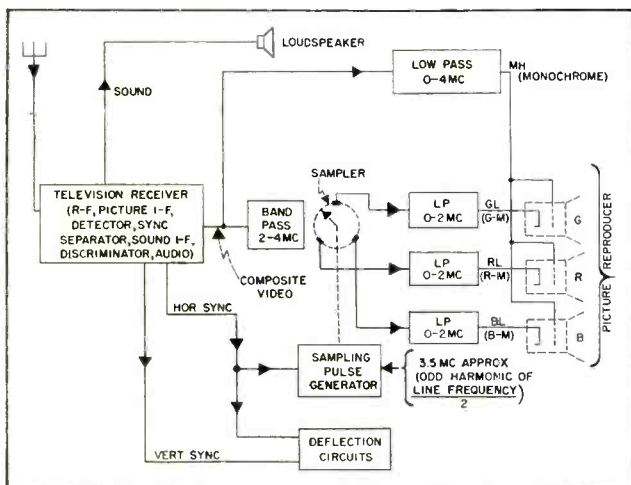 LOUDSPEAKER
SOUND
LOW PASS
0-4MC
MH
(MONOCHROME)
SAMPLER
TELEVISION RECEIVER
(R-F, PICTURE I-F,
DETECTOR, SYNC
SEPARATOR, SOUND I-F,
DISCRIMINATOR, AUDIO)
BAND
PASS
2-4MC
COMPOSITE
VIDEO
LP
0-2MC
GL
(G-M)
G
LP
0-2MC
RL
(R-M)
R
LP
0-2MC
BL
(B-M)
B
PICTURE REPRODUCER
HOR SYNC
SAMPLING
PULSE
GENERATOR
3.5 MC APPROX
(ODD HARMONIC OF
LINE FREQUENCY)
2
VERT SYNC
DEFLECTION
CIRCUITS